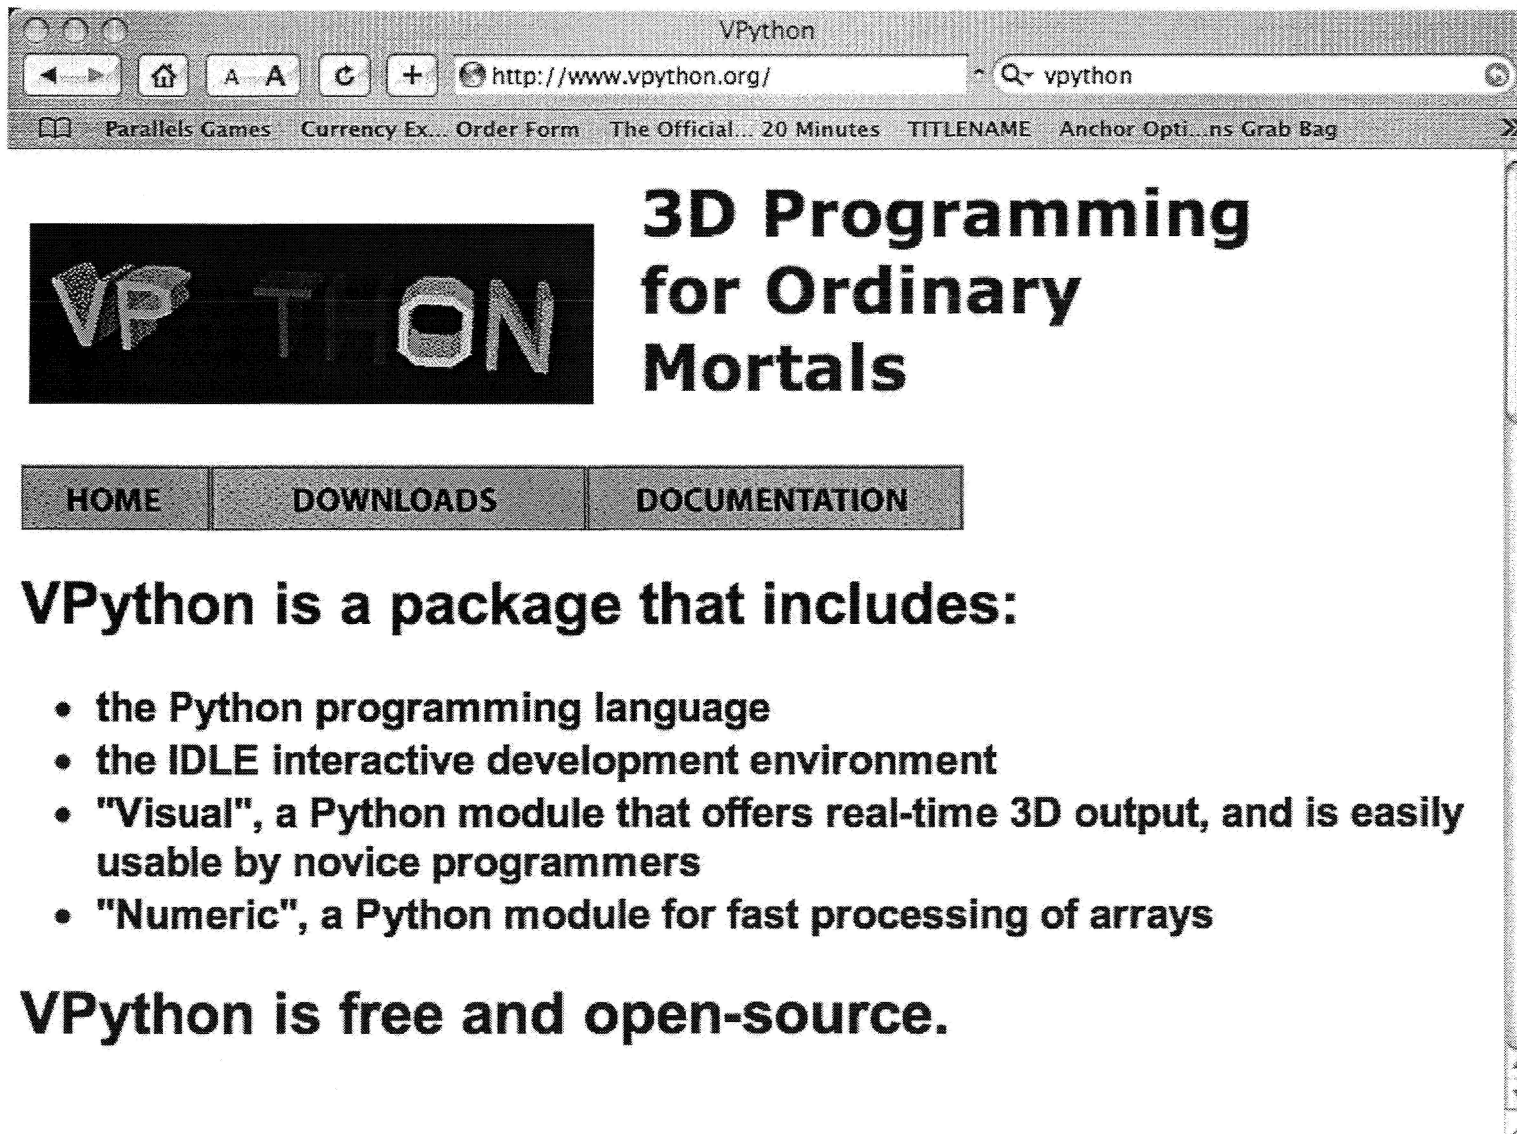 VPython
A A + http://www.vpython.org/ vpython
Parallels Games Currency Ex... Order Form The Official... 20 Minutes TITLENAME Anchor Opti...ns Grab Bag
VP THON
3D Programming
for Ordinary
Mortals
HOME DOWNLOADS DOCUMENTATION
VPython is a package that includes:
• the Python programming language
• the IDLE interactive development environment
• "Visual", a Python module that offers real-time 3D output, and is easily
usable by novice programmers
• "Numeric", a Python module for fast processing of arrays
VPython is free and open-source.